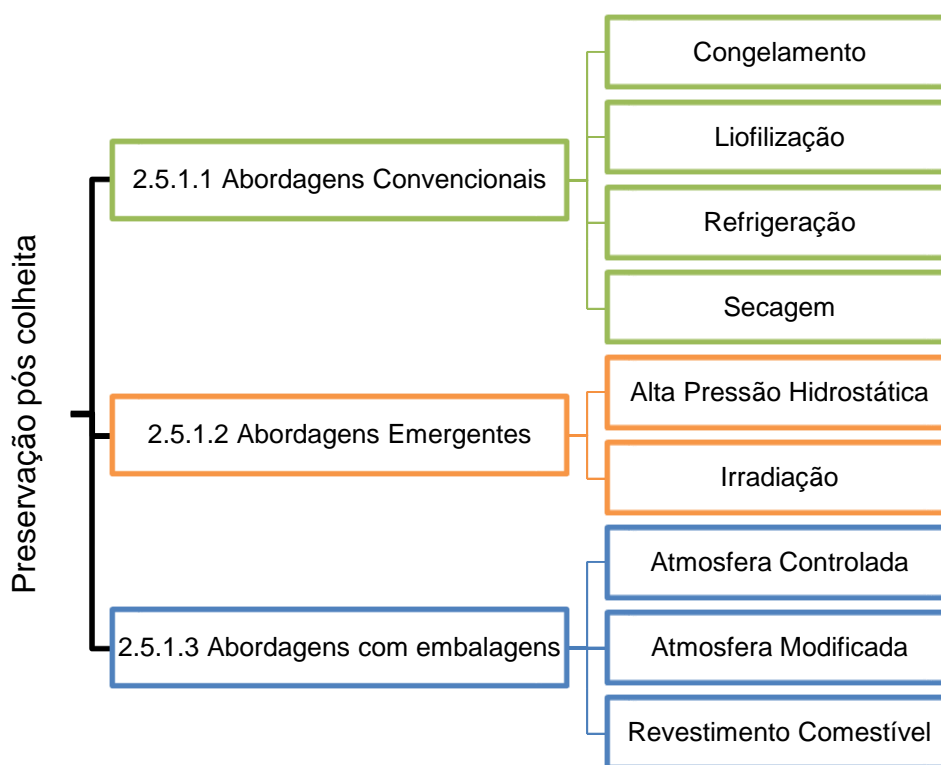 Preservação pós colheita
2.5.1.1 Abordagens Convencionais
Congelamento
Liofilização
Refrigeração
Secagem
2.5.1.2 Abordagens Emergentes
Alta Pressão Hidrostática
Irradiação
2.5.1.3 Abordagens com embalagens
Atmosfera Controlada
Atmosfera Modificada
Revestimento Comestível